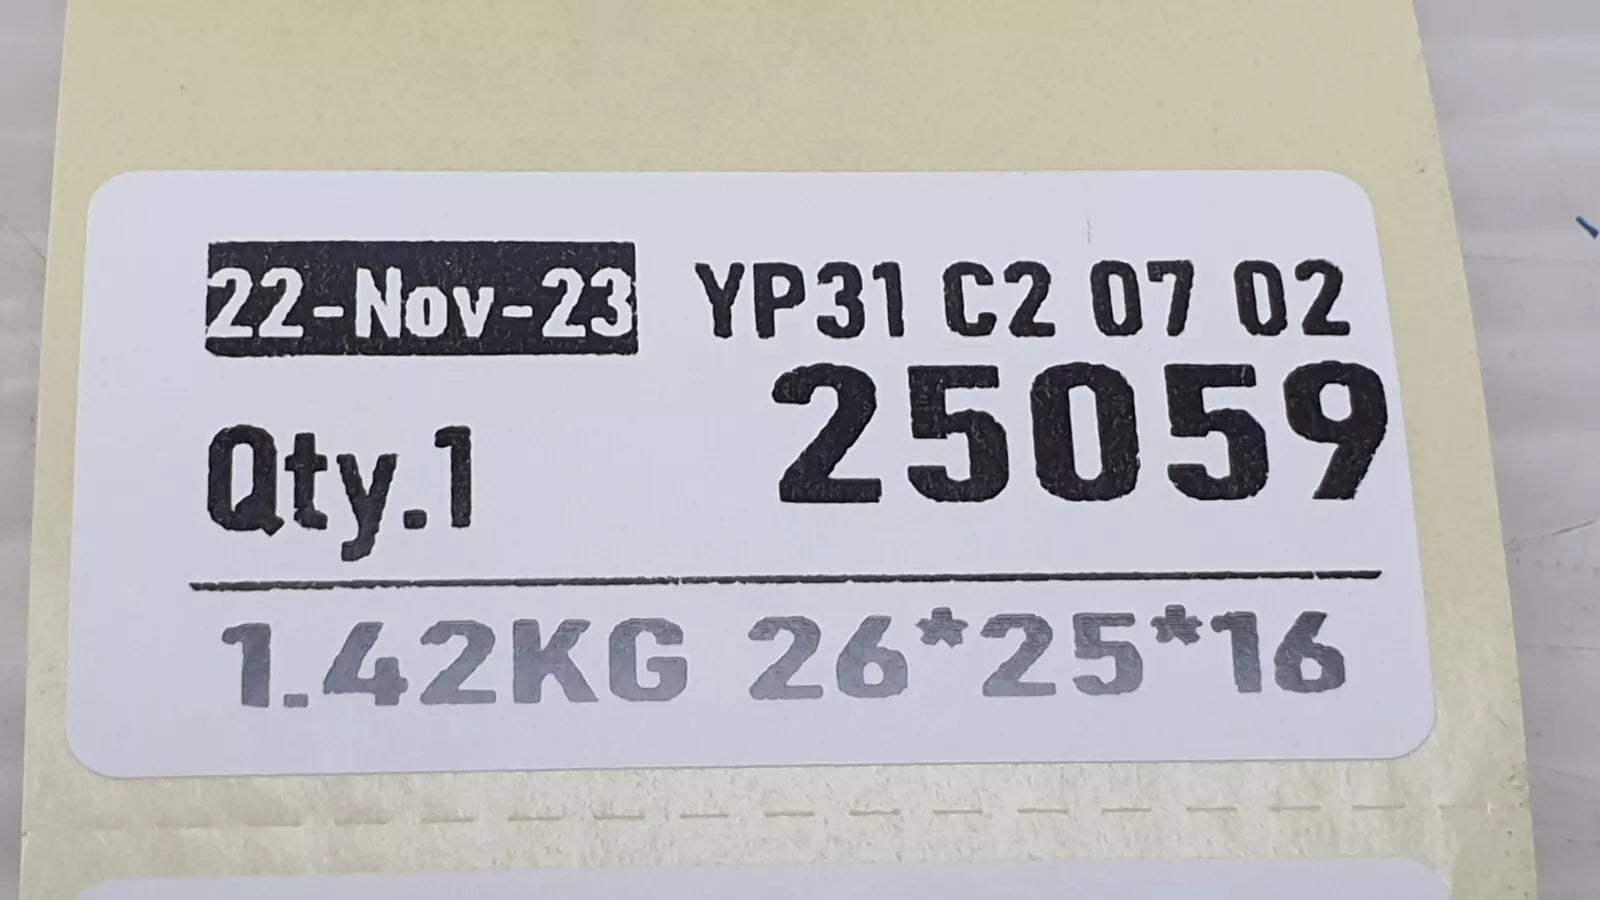 22-Nov-23 YP31 C2 07 02
25059
Qty.1
1.42KG 26*25*16